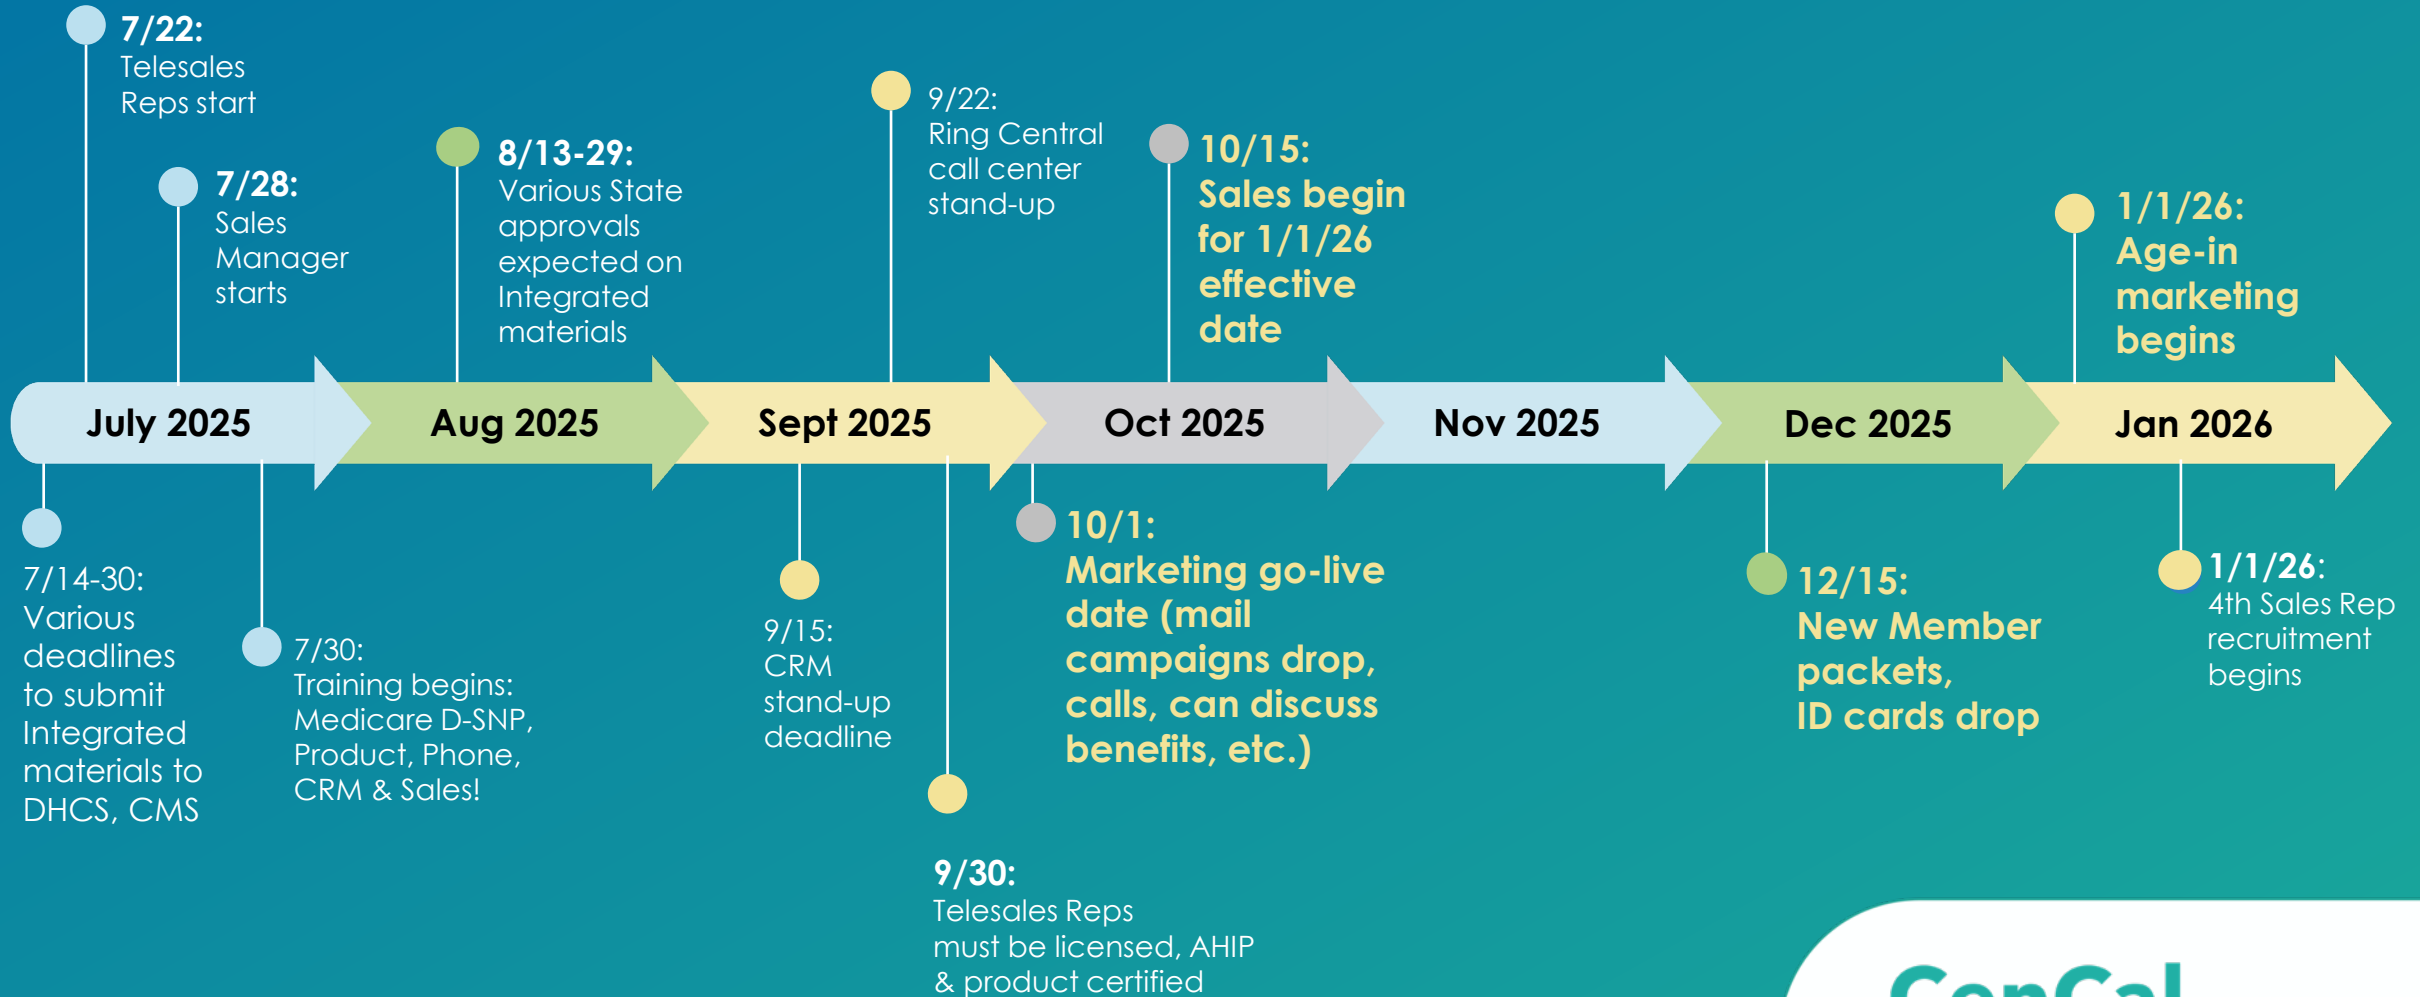 7/22:
Telesales
Reps start
7/28:
Sales
Manager
starts
8/13-29:
Various State
approvals
expected on
Integrated
materials
9/22:
Ring Central
call center
stand-up
10/15:
Sales begin
for 1/1/26
effective
date
1/1/26:
Age-in
marketing
begins
July 2025
Aug 2025
Sept 2025
Oct 2025
Nov 2025
Dec 2025
Jan 2026
7/14-30:
Various
deadlines
to submit
Integrated
materials to
DHCS, CMS
7/30:
Training begins:
Medicare D-SNP,
Product, Phone,
CRM & Sales!
9/15:
CRM
stand-up
deadline
9/30:
Telesales Reps
must be licensed, AHIP
& product certified
10/1:
Marketing go-live
date (mail
campaigns drop,
calls, can discuss
benefits, etc.)
12/15:
New Member
packets,
ID cards drop
1/1/26:
4th Sales Rep
recruitment
begins
CenCal